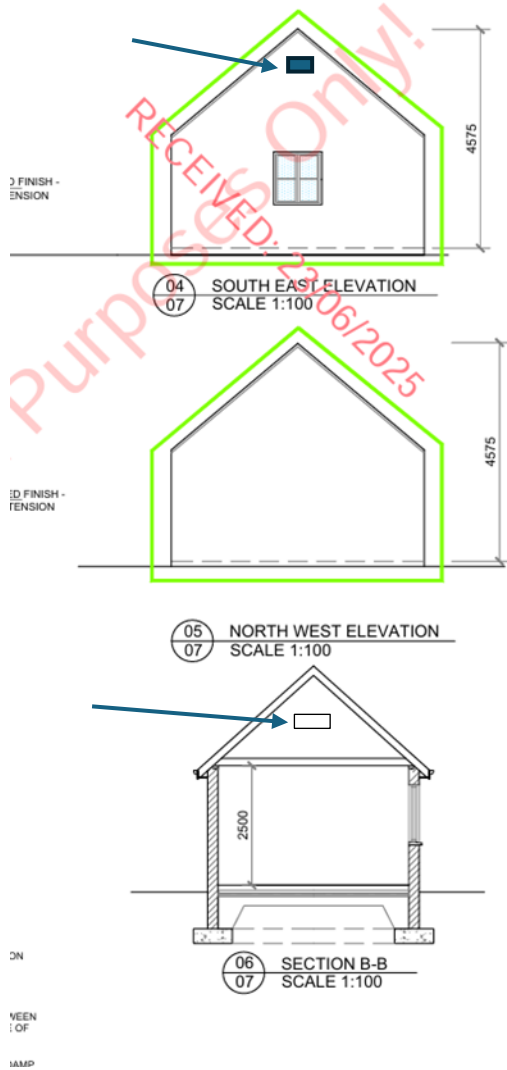 4575
D FINISH -
ENSION
RECEIVED: 23/06/2025
Purposes Only!
04
07
SOUTH EAST ELEVATION
SCALE 1:100
4575
ED FINISH -
TENSION
05
07
NORTH WEST ELEVATION
SCALE 1:100
2500
06
07
SECTION B-B
SCALE 1:100
ON
WEEN
E OF
DAMP